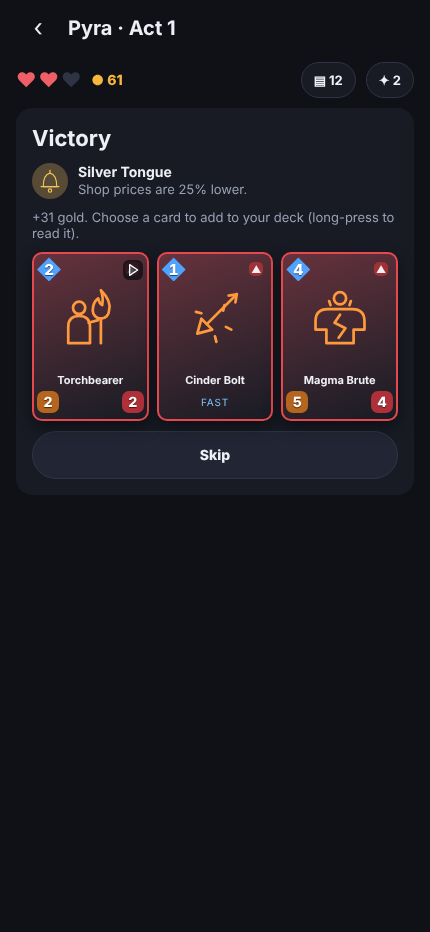 Pyra · Act 1
61
12
2
Victory
Silver Tongue
Shop prices are 25% lower.
+31 gold. Choose a card to add to your deck (long-press to
read it).
2
Torchbearer
2
2
1
Cinder Bolt
FAST
4
Magma Brute
5
4
Skip